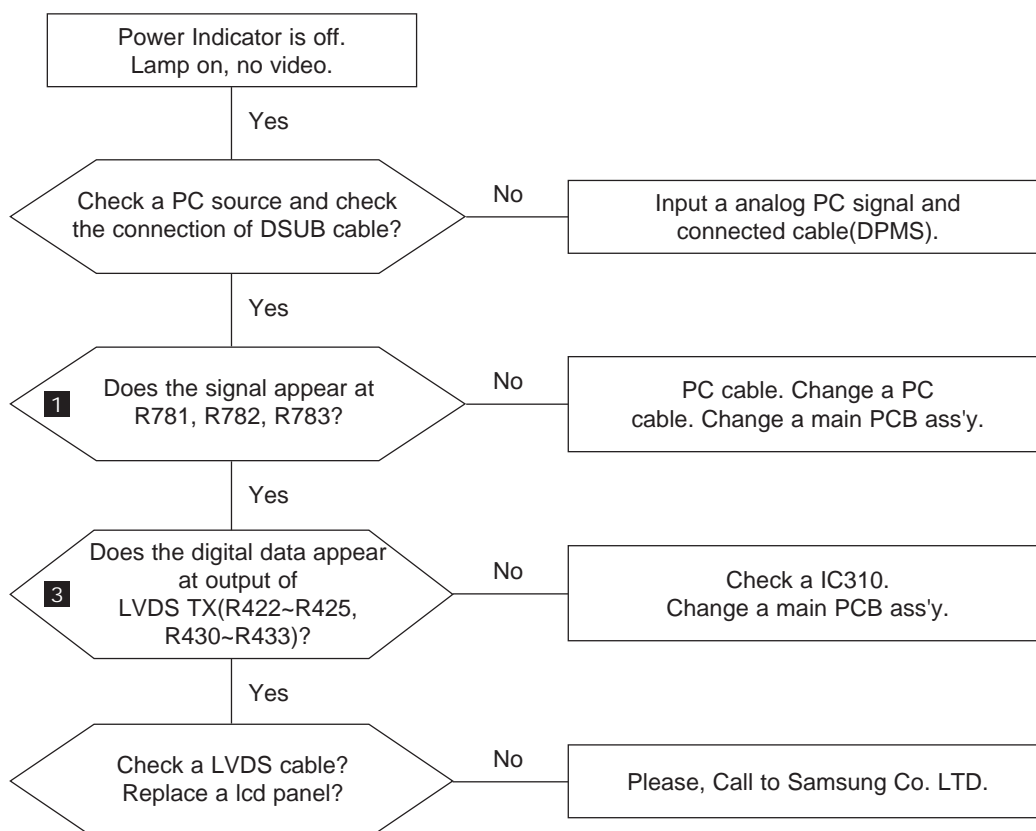 Power Indicator is off.
Lamp on, no video.
Yes
Check a PC source and check
the connection of DSUB cable?
No
Input a analog PC signal and
connected cable(DPMS).
Yes
1
Does the signal appear at
R781, R782, R783?
No
PC cable. Change a PC
cable. Change a main PCB ass'y.
Yes
3
Does the digital data appear
at output of
LVDS TX(R422~R425,
R430~R433)?
No
Check a IC310.
Change a main PCB ass'y.
Yes
Check a LVDS cable?
Replace a lcd panel?
No
Please, Call to Samsung Co. LTD.